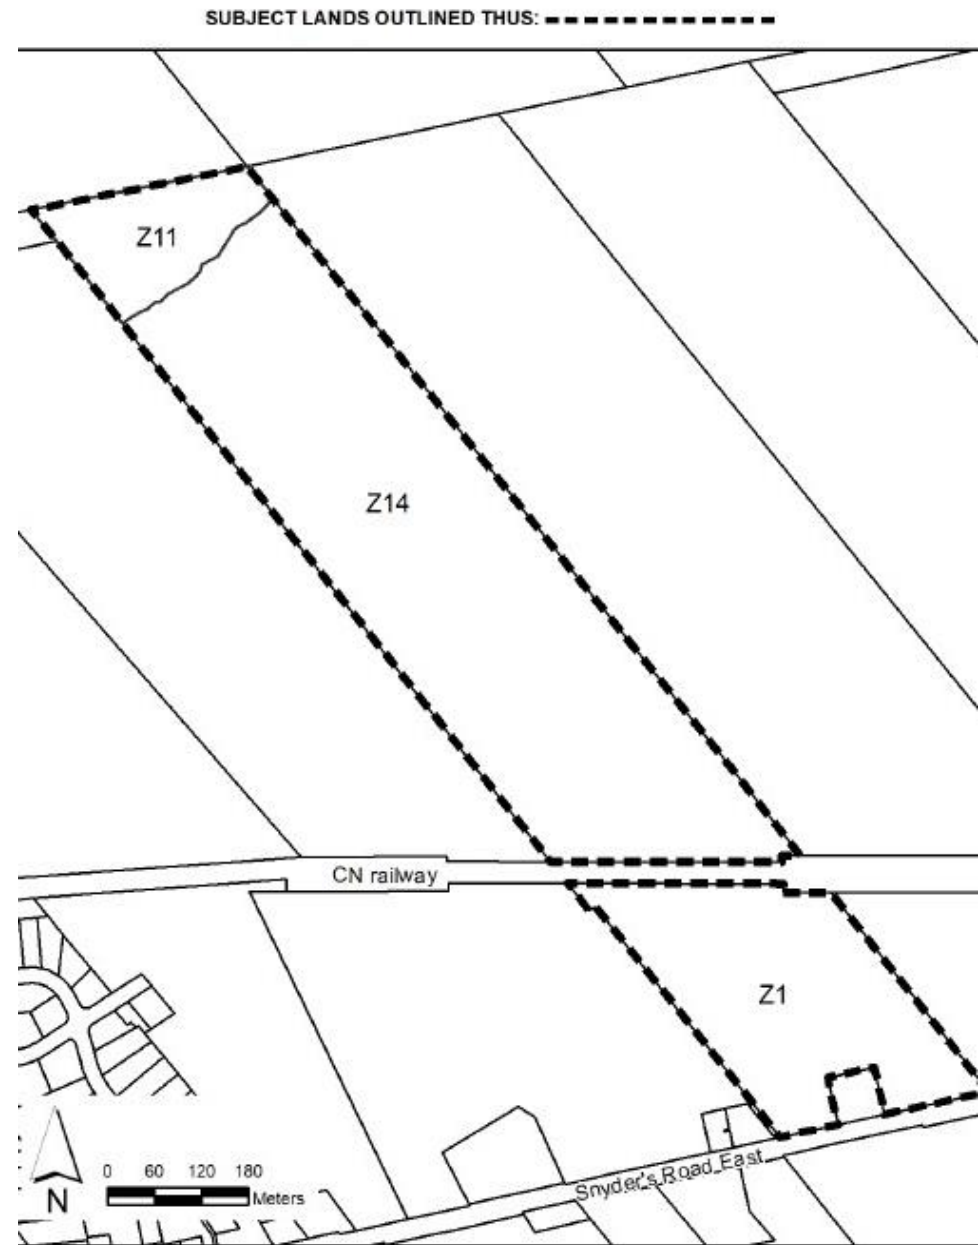 SUBJECT LANDS OUTLINED THUS:
Z11
Z14
CN railway
Z1
Snyder's Road East
0 60 120 180
Meters
N